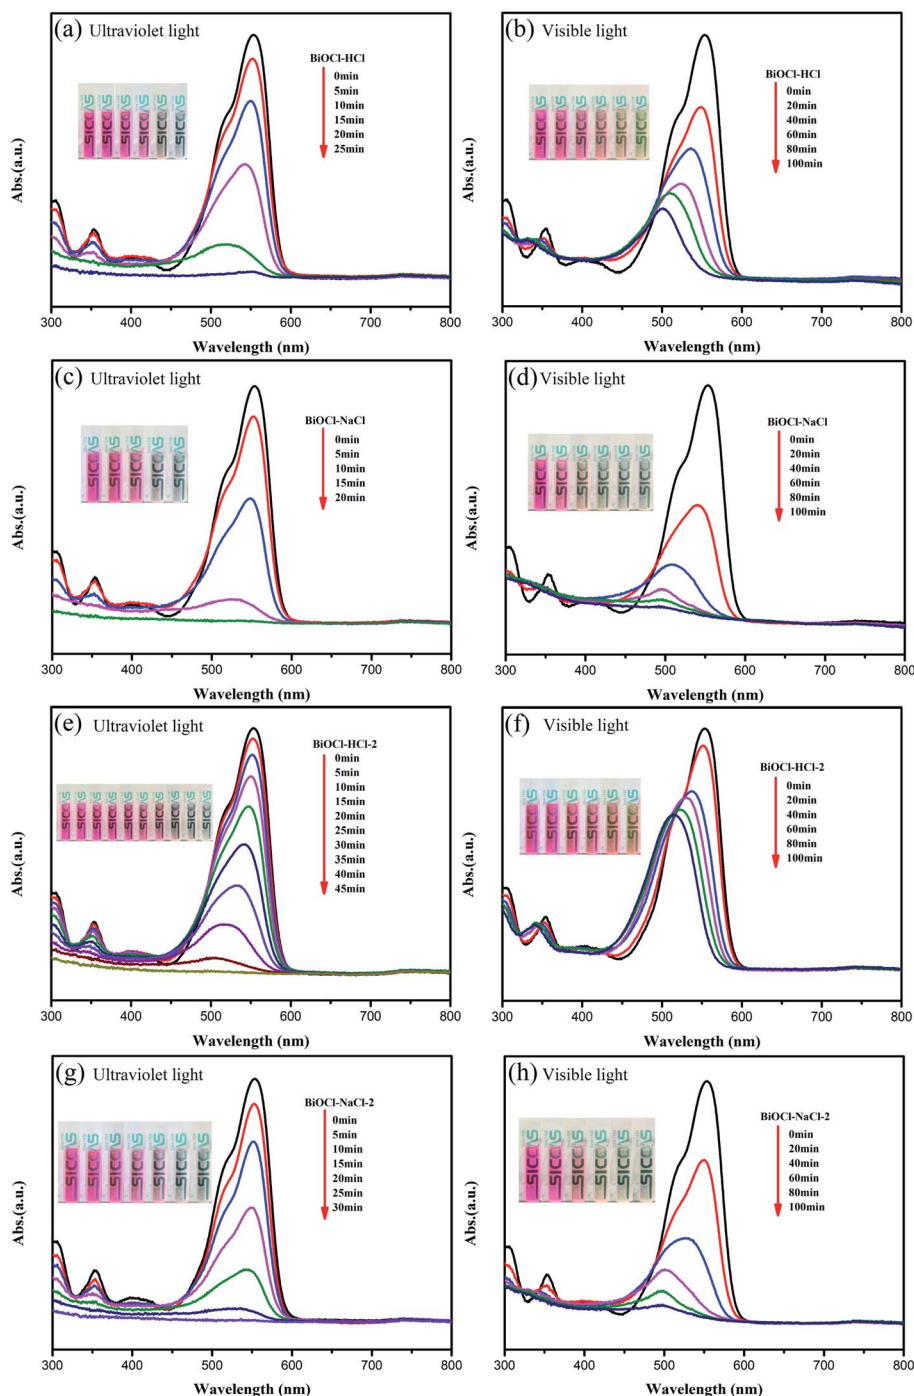 (a) Ultraviolet light
BiOCl-HCl
0min
5min
10min
15min
20min
25min
Abs.(a.u.)
300 400 500 600 700 800
Wavelength (nm)
(b) Visible light
BiOCl-HCl
0min
20min
40min
60min
80min
100min
Abs.(a.u.)
300 400 500 600 700 800
Wavelength (nm)
(c) Ultraviolet light
BiOCl-NaCl
0min
5min
10min
15min
20min
Abs.(a.u.)
300 400 500 600 700 800
Wavelength (nm)
(d) Visible light
BiOCl-NaCl
0min
20min
40min
60min
80min
100min
Abs.(a.u.)
300 400 500 600 700 800
Wavelength (nm)
(e) Ultraviolet light
BiOCl-HCl-2
0min
5min
10min
15min
20min
25min
30min
35min
40min
45min
Abs.(a.u.)
300 400 500 600 700 800
Wavelength (nm)
(f) Visible light
BiOCl-HCl-2
0min
20min
40min
60min
80min
100min
Abs.(a.u.)
300 400 500 600 700 800
Wavelength (nm)
(g) Ultraviolet light
BiOCl-NaCl-2
0min
5min
10min
15min
20min
25min
30min
Abs.(a.u.)
300 400 500 600 700 800
Wavelength (nm)
(h) Visible light
BiOCl-NaCl-2
0min
20min
40min
60min
80min
100min
Abs.(a.u.)
300 400 500 600 700 800
Wavelength (nm)